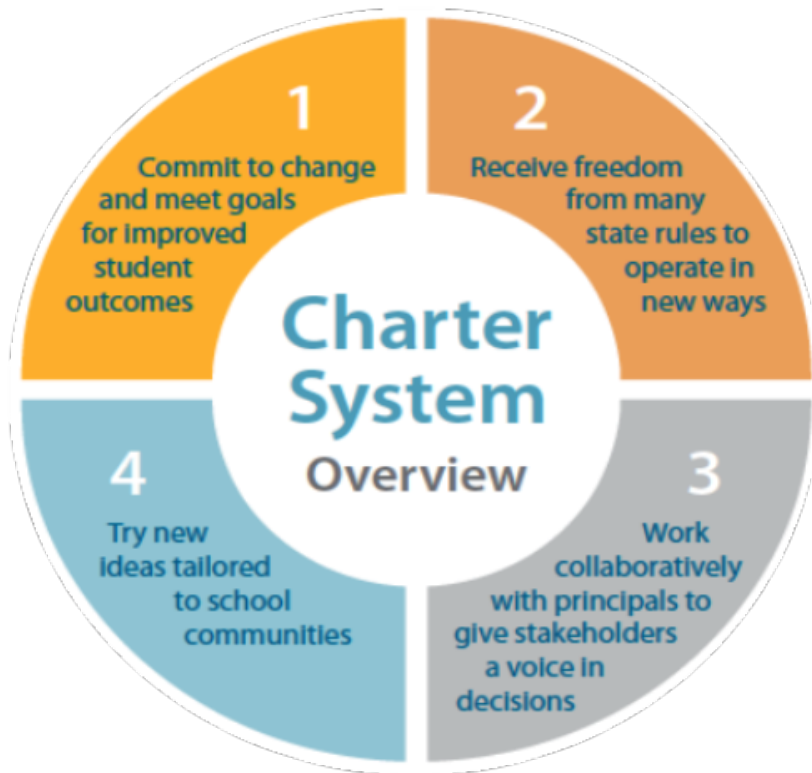 1
Commit to change
and meet goals
for improved
student
outcomes
2
Receive freedom
from many
state rules to
operate in
new ways
Charter
System
Overview
3
Work
collaboratively
with principals to
give stakeholders
a voice in
decisions
4
Try new
ideas tailored
to school
communities